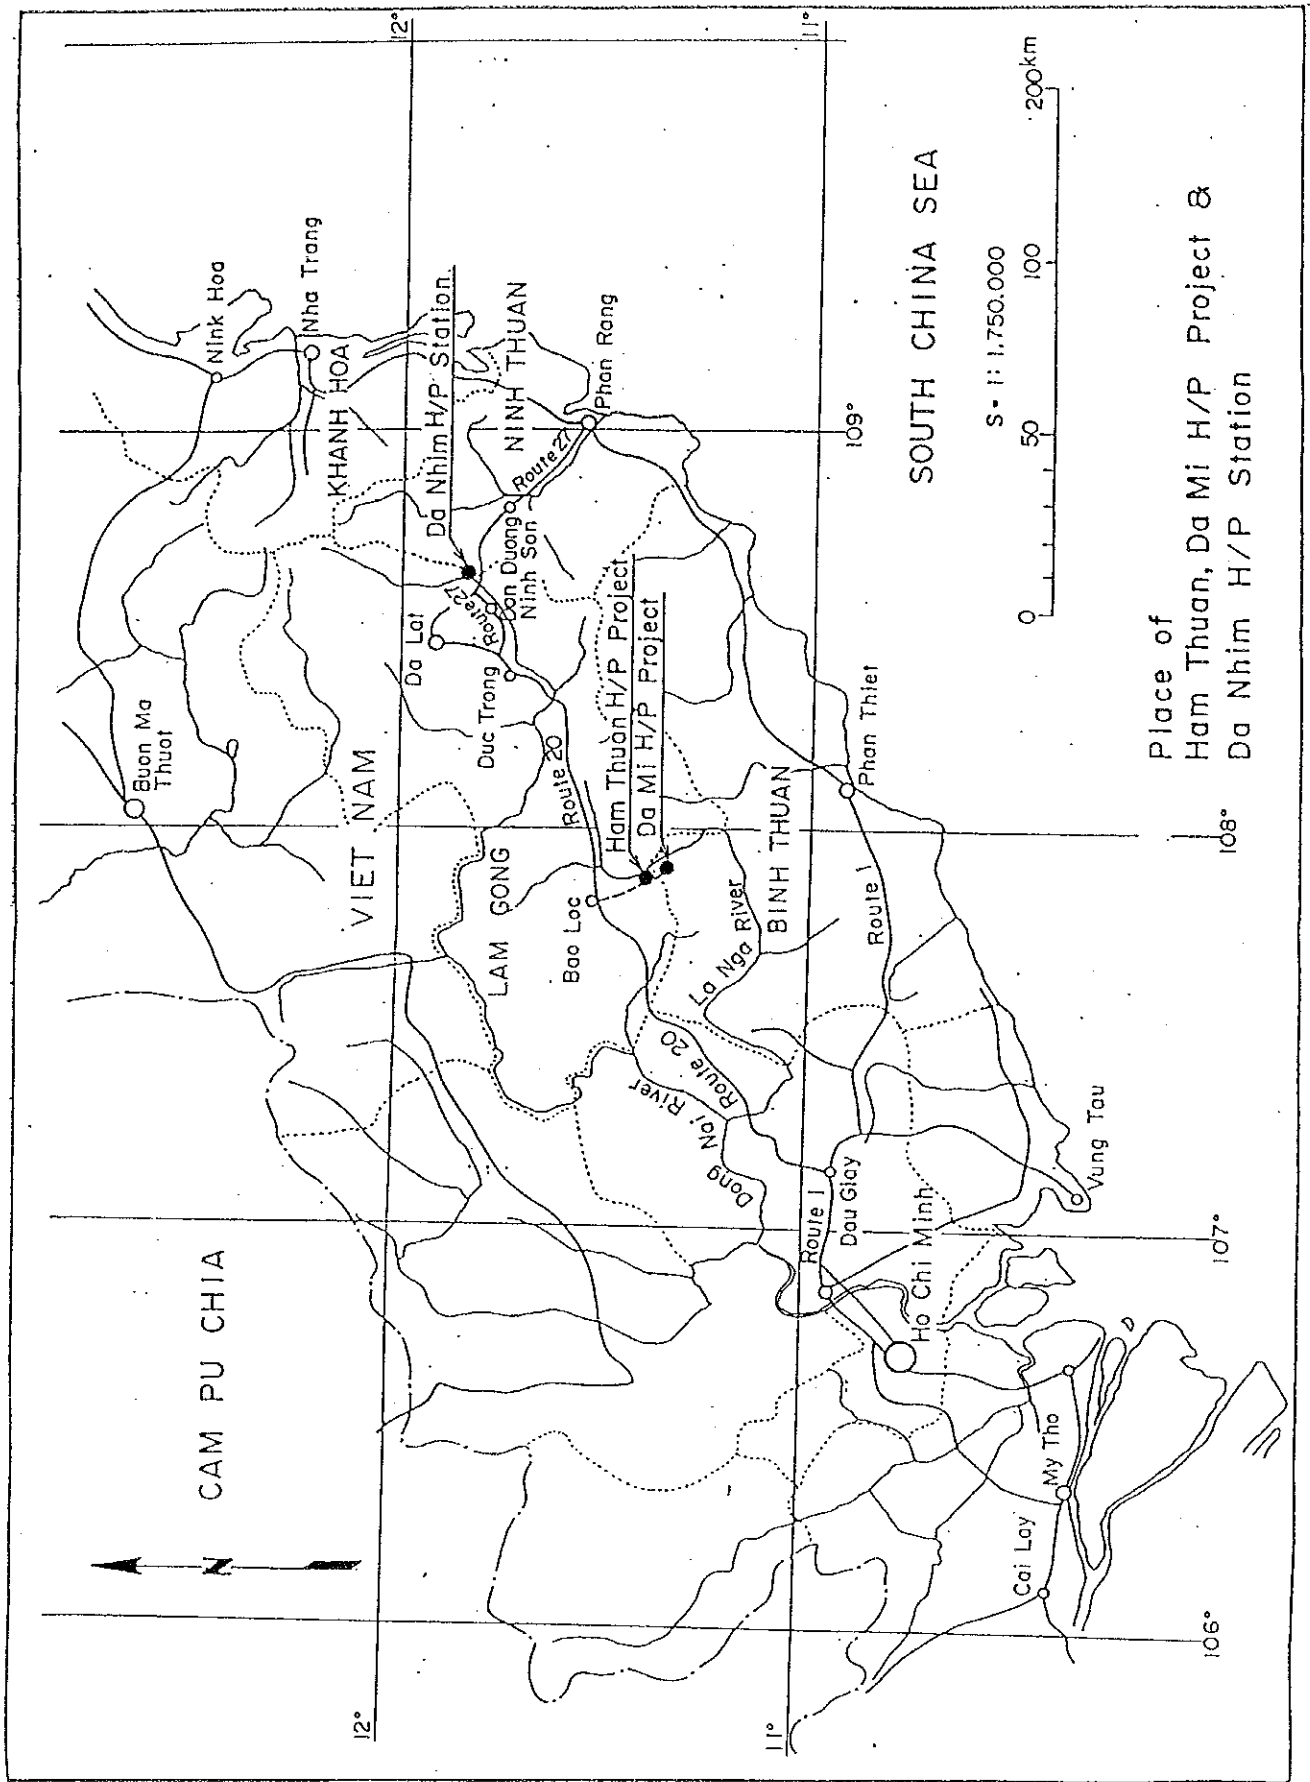 12°
11°
CAM PU CHIA
N
VIET NAM
Buon Ma
Thuot
Nink Hoa
Nha Trang
KHANH HOA
LAM GONG
Da Lat
Duc Trong
Route 27
Don Duong
Ninh Son
Da Nhim H/P Station
NINH THUAN
Route 27
Phan Rang
Bao Loc
Route 20
Ham Thuan H/P Project
Da Mi H/P Project
La Nga River
BINH THUAN
Route 20
Dong Nai River
Route 1
Phan Thiet
Route 1
Dau Giay
Ho Chi Minh
Vung Tau
Cai Lay
My Tho
12°
11°
106°
107°
108°
109°
SOUTH CHINA SEA
S = 1: 1.750.000
0 50 100 200km
Place of
Ham Thuan, Da Mi H/P Project &
Da Nhim H/P Station